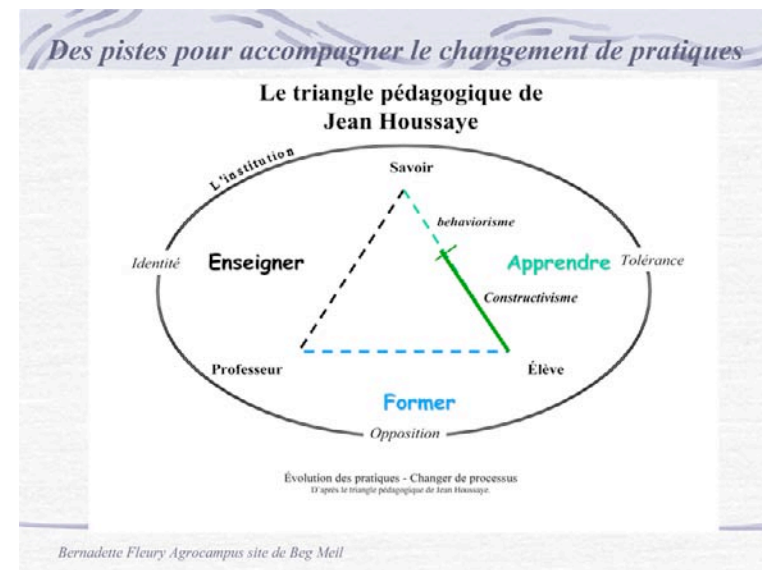 Des pistes pour accompagner le changement de pratiques
Le triangle pédagogique de
Jean Houssaye
L'institution
Savoir
behaviorisme
Identité
Enseigner
Apprendre
Tolérance
Constructivisme
Professeur
Élève
Former
Opposition
Évolution des pratiques - Changer de processus
D'après le triangle pédagogique de Jean Houssaye.
Bernadette Fleury Agrocampus site de Beg Meil